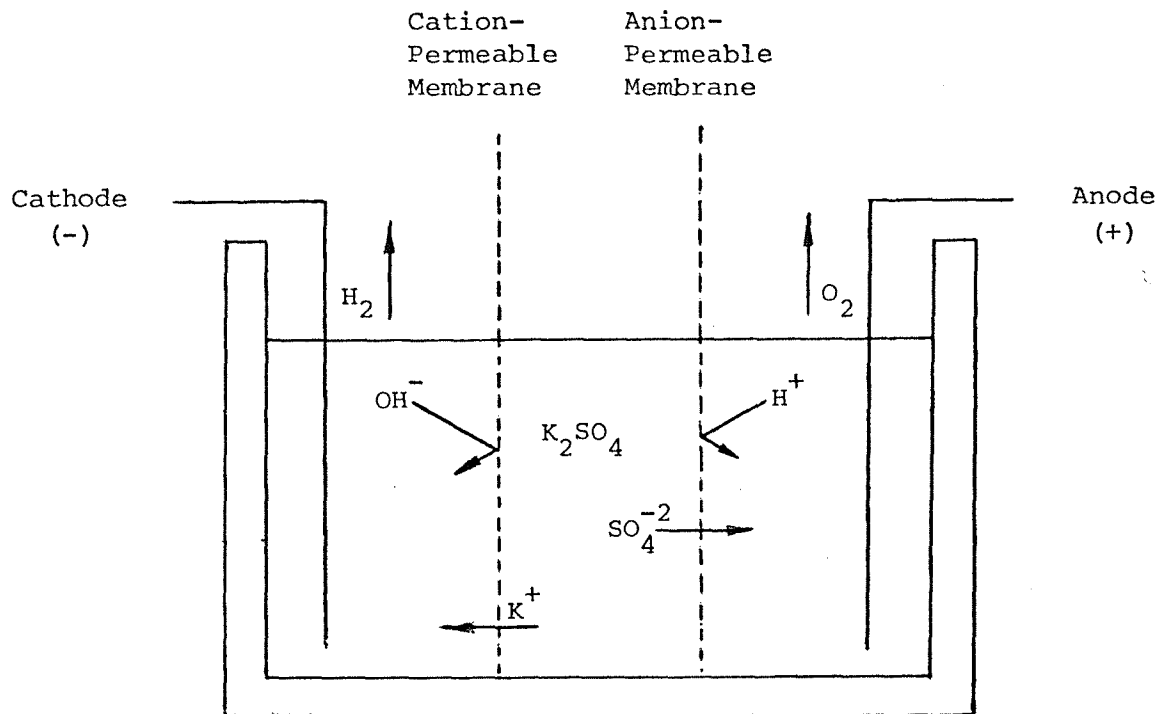 Cation-
Permeable
Membrane
Anion-
Permeable
Membrane
Cathode
(-)
Anode
(+)
H2
O2
OH-
H+
K2SO4
SO4-2
K+